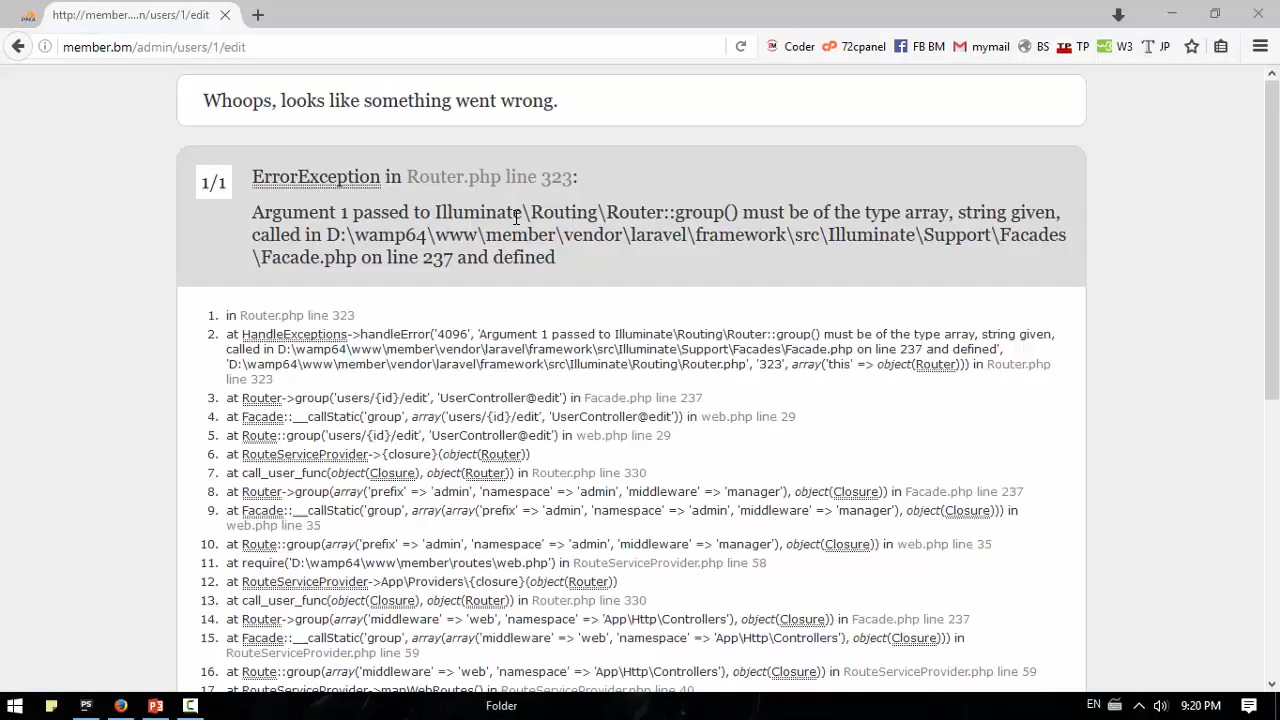 http://member....n/users/1/edit
member.bm/admin/users/1/edit
Coder
72cpanel
FB BM
mymail
BS
TP
W3
JP
Whoops, looks like something went wrong.
1/1
ErrorException in Router.php line 323:
Argument 1 passed to Illuminate\Routing\Router::group() must be of the type array, string given,
called in D:\wamp64\www\member\vendor\laravel\framework\src\Illuminate\Support\Facades
\Facade.php on line 237 and defined
1. in Router.php line 323
2. at HandleExceptions->handleError('4096', 'Argument 1 passed to Illuminate\Routing\Router::group() must be of the type array, string given,
called in D:\wamp64\www\member\vendor\laravel\framework\src\Illuminate\Support\Facades\Facade.php on line 237 and defined',
'D:\wamp64\www\member\vendor\laravel\framework\src\Illuminate\Routing\Router.php', '323', array('this' => object(Router))) in Router.php
line 323
3. at Router->group('users/{id}/edit', 'UserController@edit') in Facade.php line 237
4. at Facade::__callStatic('group', array('users/{id}/edit', 'UserController@edit')) in web.php line 29
5. at Route::group('users/{id}/edit', 'UserController@edit') in web.php line 29
6. at RouteServiceProvider->{closure}(object(Router))
7. at call_user_func(object(Closure), object(Router)) in Router.php line 330
8. at Router->group(array('prefix' => 'admin', 'namespace' => 'admin', 'middleware' => 'manager'), object(Closure)) in Facade.php line 237
9. at Facade::__callStatic('group', array(array('prefix' => 'admin', 'namespace' => 'admin', 'middleware' => 'manager'), object(Closure))) in
web.php line 35
10. at Route::group(array('prefix' => 'admin', 'namespace' => 'admin', 'middleware' => 'manager'), object(Closure)) in web.php line 35
11. at require('D:\wamp64\www\member\routes\web.php') in RouteServiceProvider.php line 58
12. at RouteServiceProvider->App\Providers\{closure}(object(Router))
13. at call_user_func(object(Closure), object(Router)) in Router.php line 330
14. at Router->group(array('middleware' => 'web', 'namespace' => 'App\Http\Controllers'), object(Closure)) in Facade.php line 237
15. at Facade::__callStatic('group', array(array('middleware' => 'web', 'namespace' => 'App\Http\Controllers'), object(Closure))) in
RouteServiceProvider.php line 59
16. at Route::group(array('middleware' => 'web', 'namespace' => 'App\Http\Controllers'), object(Closure)) in RouteServiceProvider.php line 59
17. at RouteServiceProvider->mapWebRoutes() in RouteServiceProvider.php line 40
Folder
EN
9:20 PM